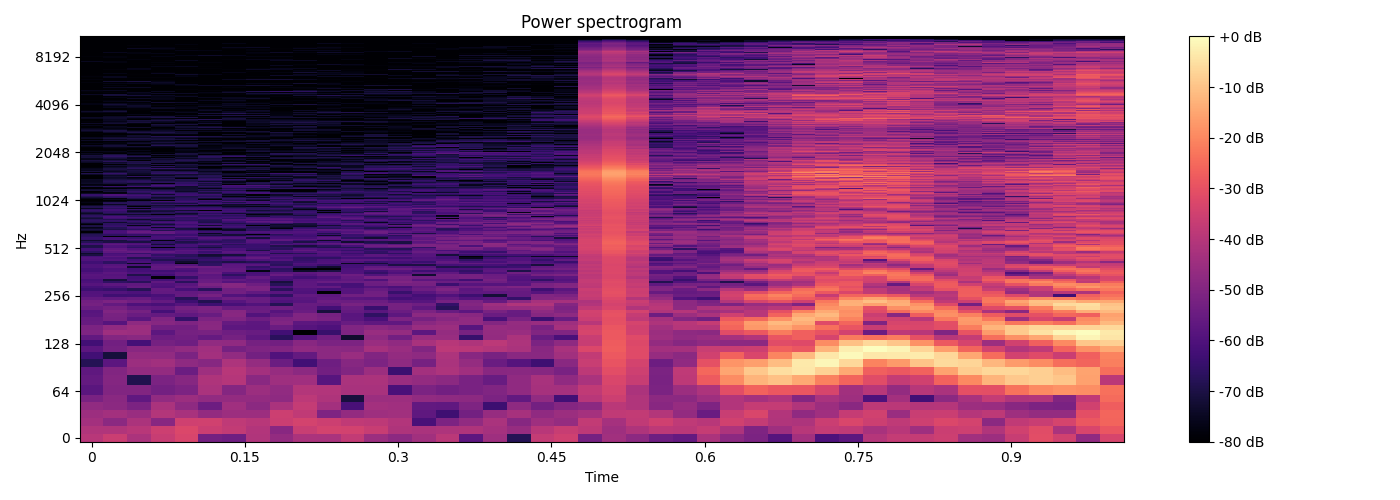 Power spectrogram
8192
4096
2048
1024
512
256
128
64
0
Hz
0 0.15 0.3 0.45 0.6 0.75 0.9
Time
+0 dB
-10 dB
-20 dB
-30 dB
-40 dB
-50 dB
-60 dB
-70 dB
-80 dB